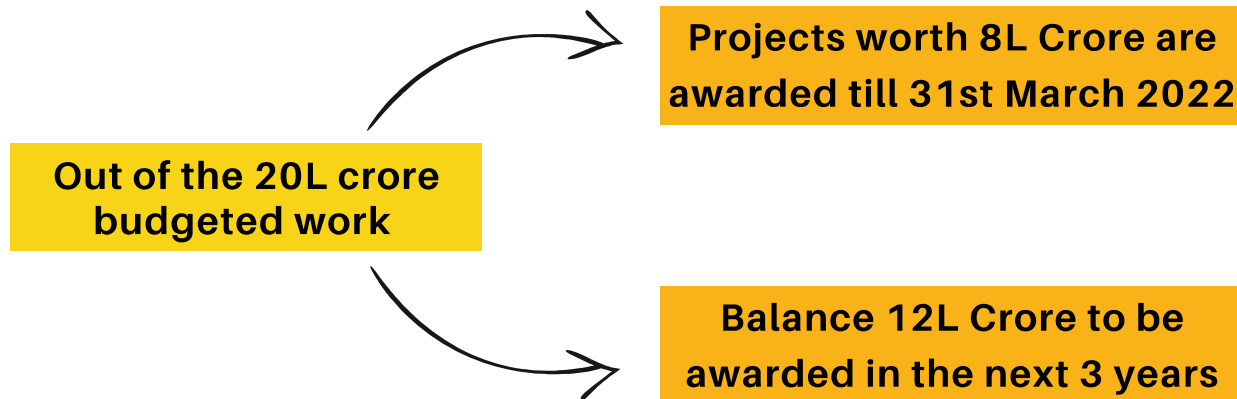 Out of the 20L crore
budgeted work
Projects worth 8L Crore are
awarded till 31st March 2022
Balance 12L Crore to be
awarded in the next 3 years